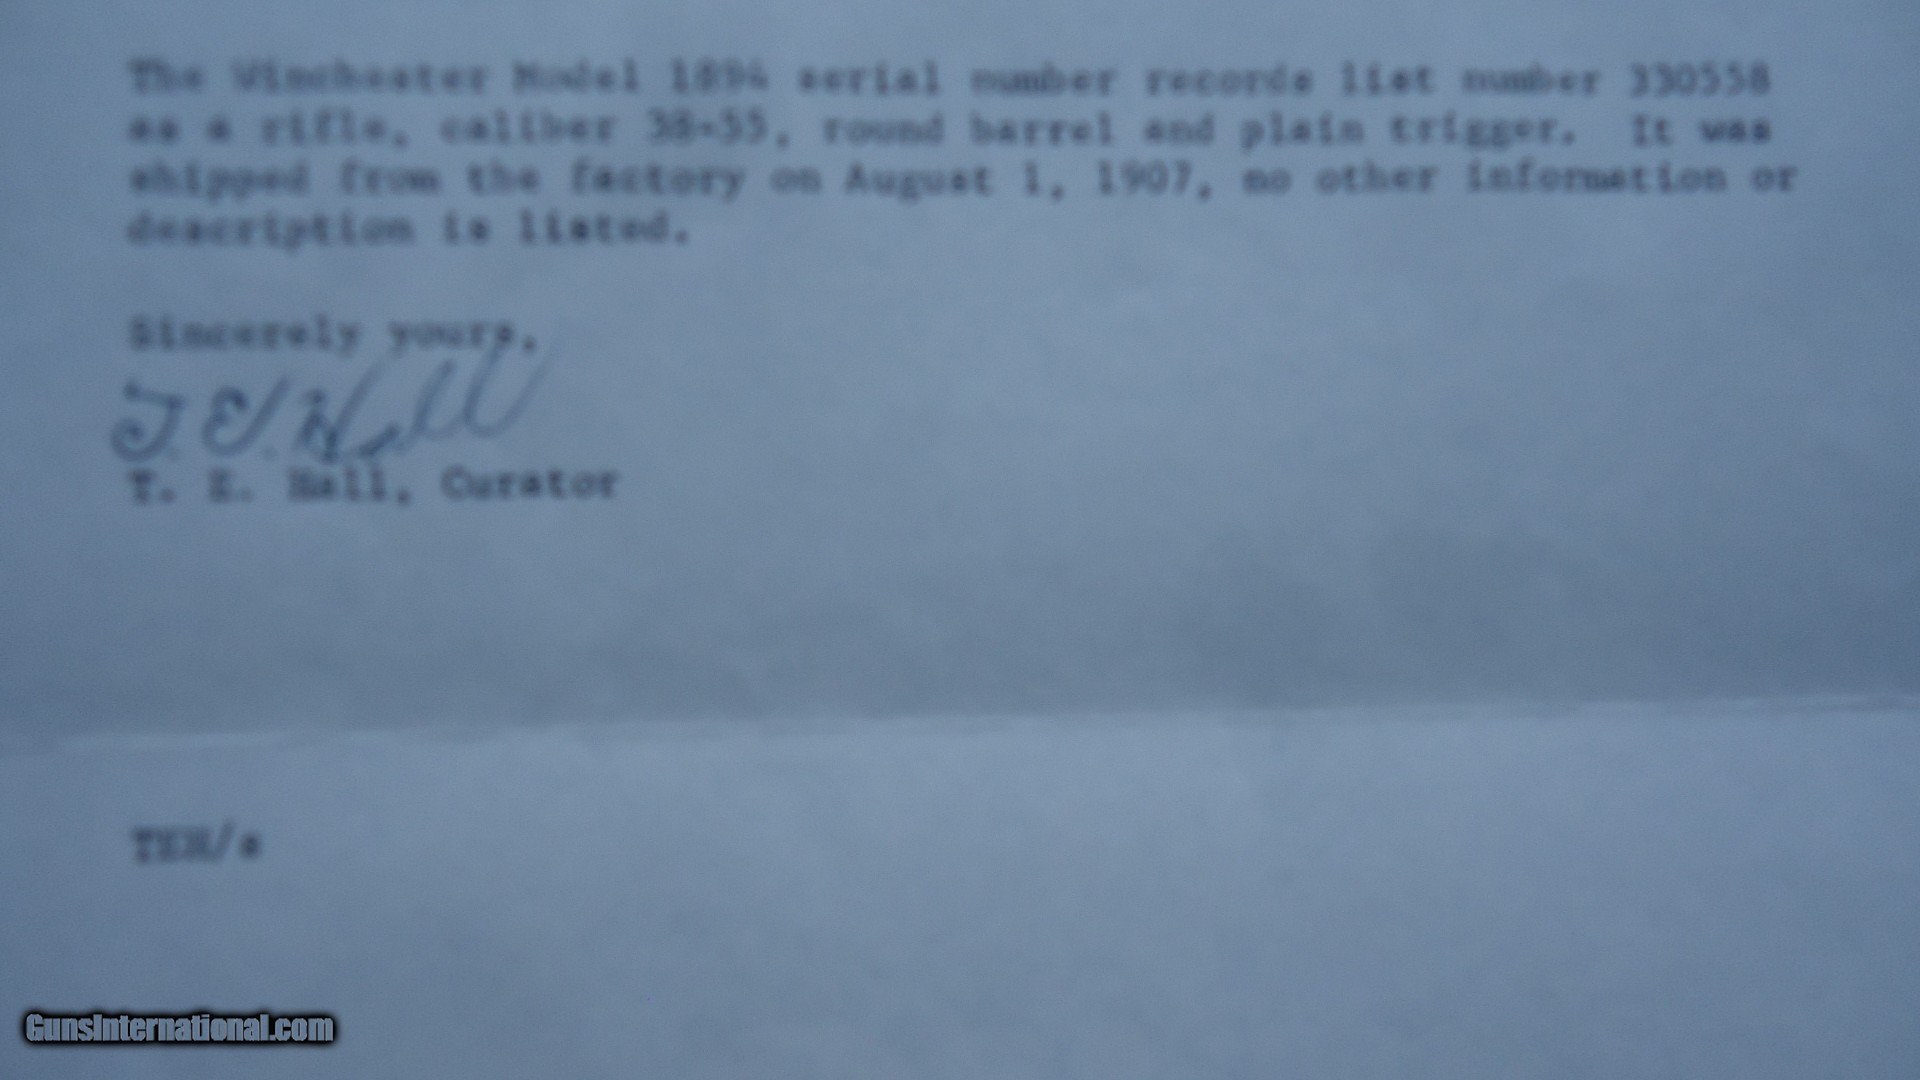 The Winchester Model 1894 serial number records list number 330558
as a rifle, caliber 38-55, round barrel and plain trigger. It was
shipped from the factory on August 1, 1907, no other information or
description is listed.
Sincerely yours,
T. E. Hall
T. E. Hall, Curator
TEH/s
GunsInternational.com